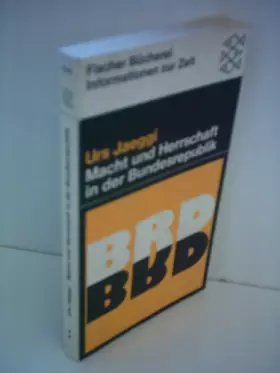 Fischer Bücherei
Informationen zur Zeit
Urs Jaeggi
Macht und Herrschaft
in der Bundesrepublik
BRD
BRD